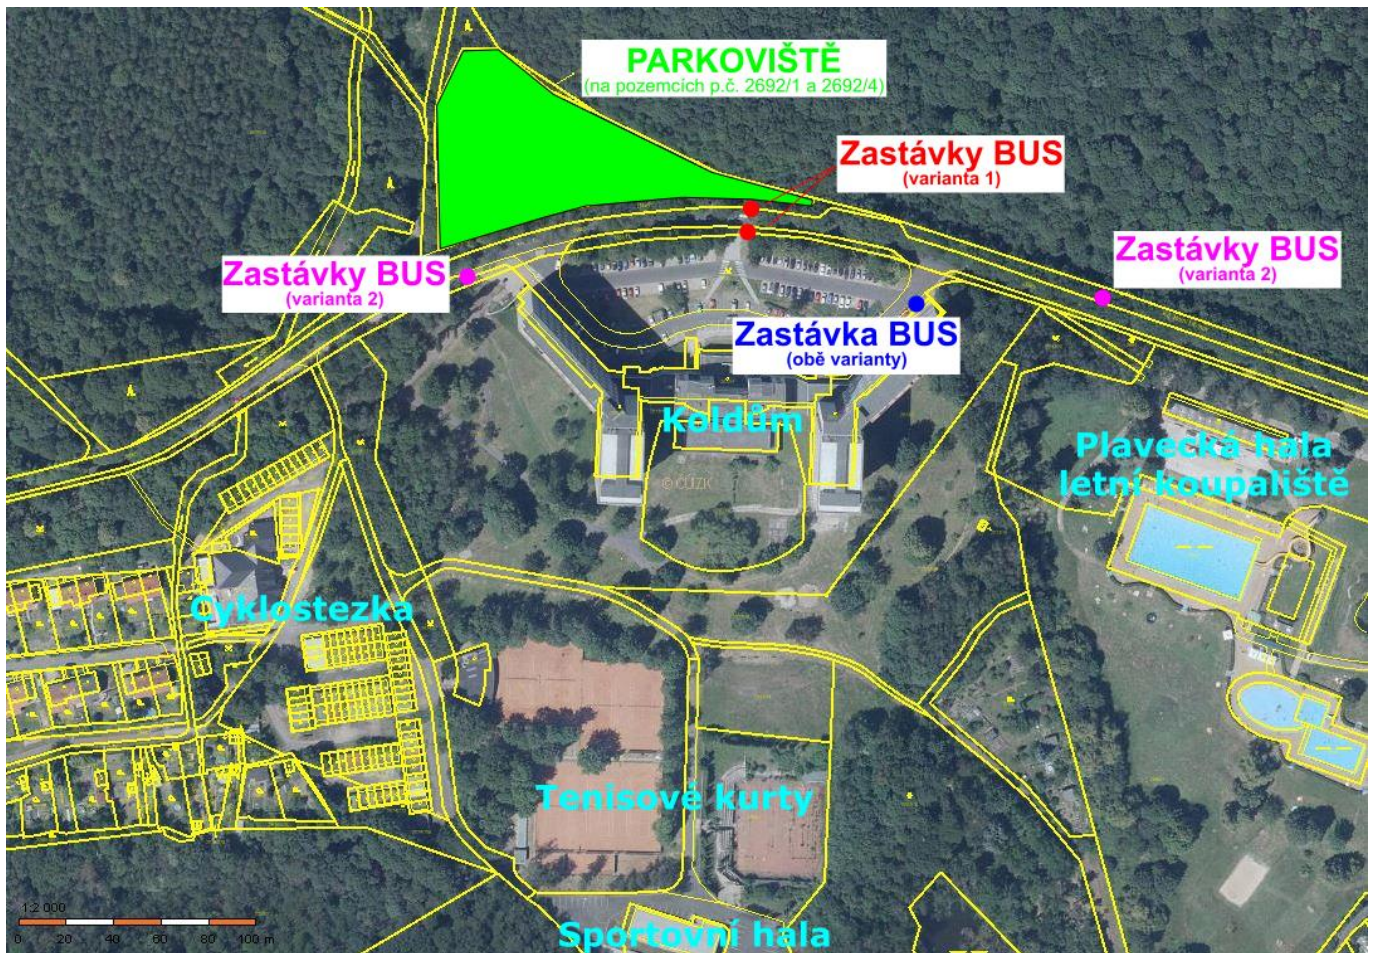 PARKOVIŠTĚ
(na pozemcích p.č. 2692/1 a 2692/4)
Zastávky BUS
(varianta 1)
Zastávky BUS
(varianta 2)
Zastávky BUS
(varianta 2)
Zastávka BUS
(obě varianty)
Koldům
Plavecká hala
letní koupaliště
© ČÚZK
Cyklostezka
Tenisové kurty
1:2 000
0 20 40 60 80 100 m
Sportovní hala